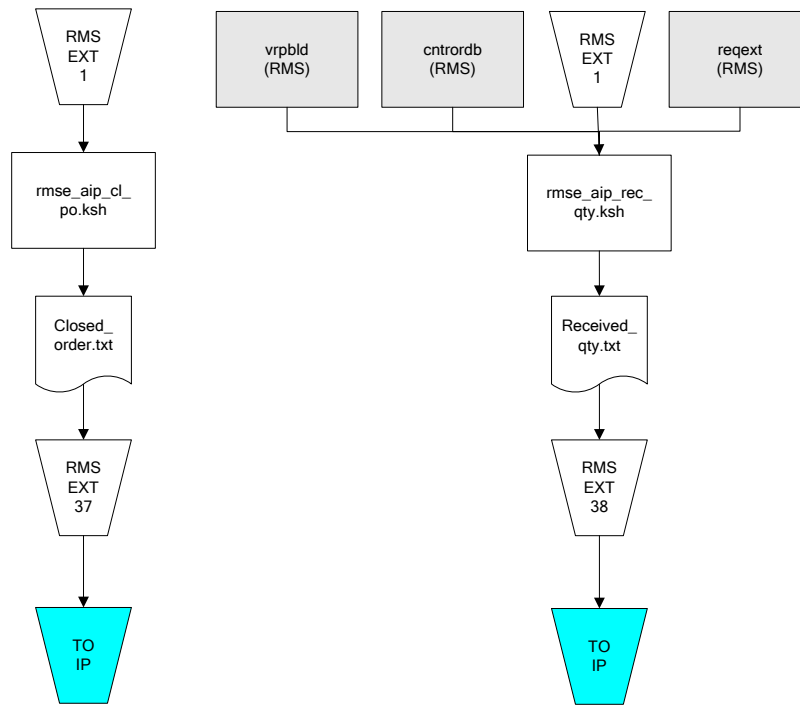 RMS
EXT
1
vrpbld
(RMS)
cntrordb
(RMS)
RMS
EXT
1
reqext
(RMS)
rmse_aip_cl_
po.ksh
rmse_aip_rec_
qty.ksh
Closed_
order.txt
Received_
qty.txt
RMS
EXT
37
RMS
EXT
38
TO
IP
TO
IP